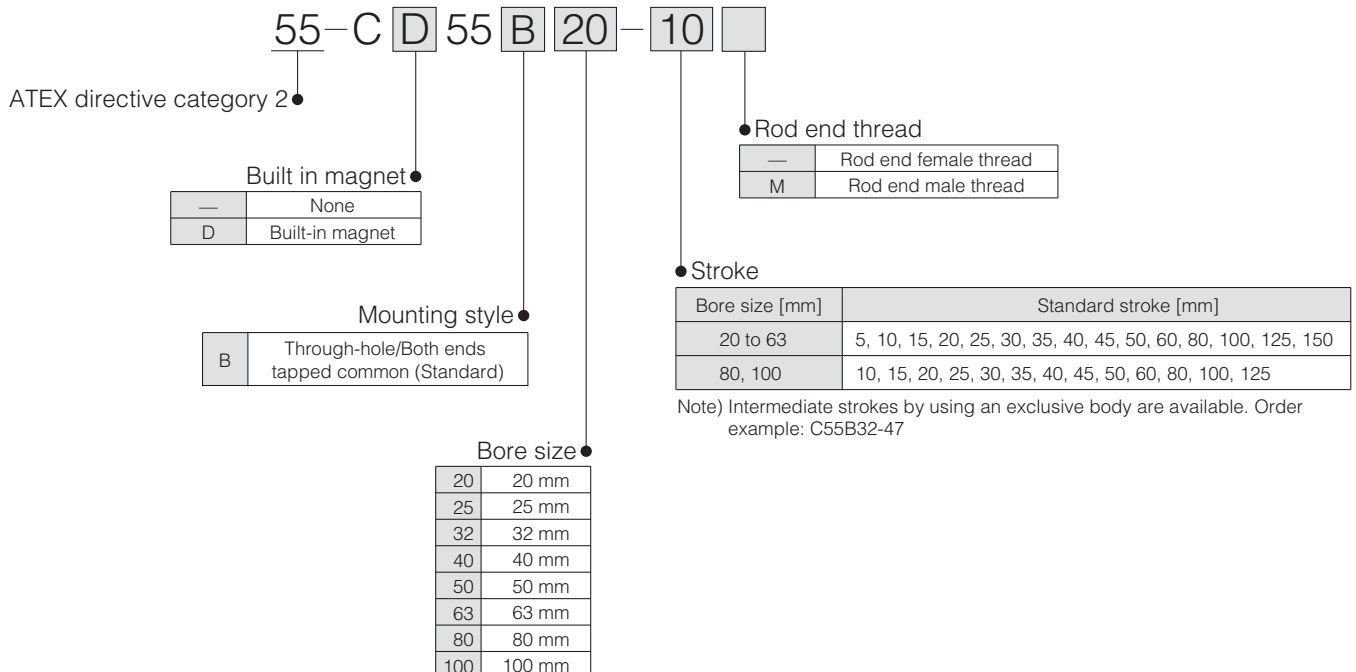 55-C D 55 B 20-10
ATEX directive category 2
Rod end thread
— Rod end female thread
M Rod end male thread
Built in magnet
— None
D Built-in magnet
Stroke
Bore size [mm] Standard stroke [mm]
20 to 63 5, 10, 15, 20, 25, 30, 35, 40, 45, 50, 60, 80, 100, 125, 150
80, 100 10, 15, 20, 25, 30, 35, 40, 45, 50, 60, 80, 100, 125
Note) Intermediate strokes by using an exclusive body are available. Order
example: C55B32-47
Mounting style
B Through-hole/Both ends
tapped common (Standard)
Bore size
20 20 mm
25 25 mm
32 32 mm
40 40 mm
50 50 mm
63 63 mm
80 80 mm
100 100 mm